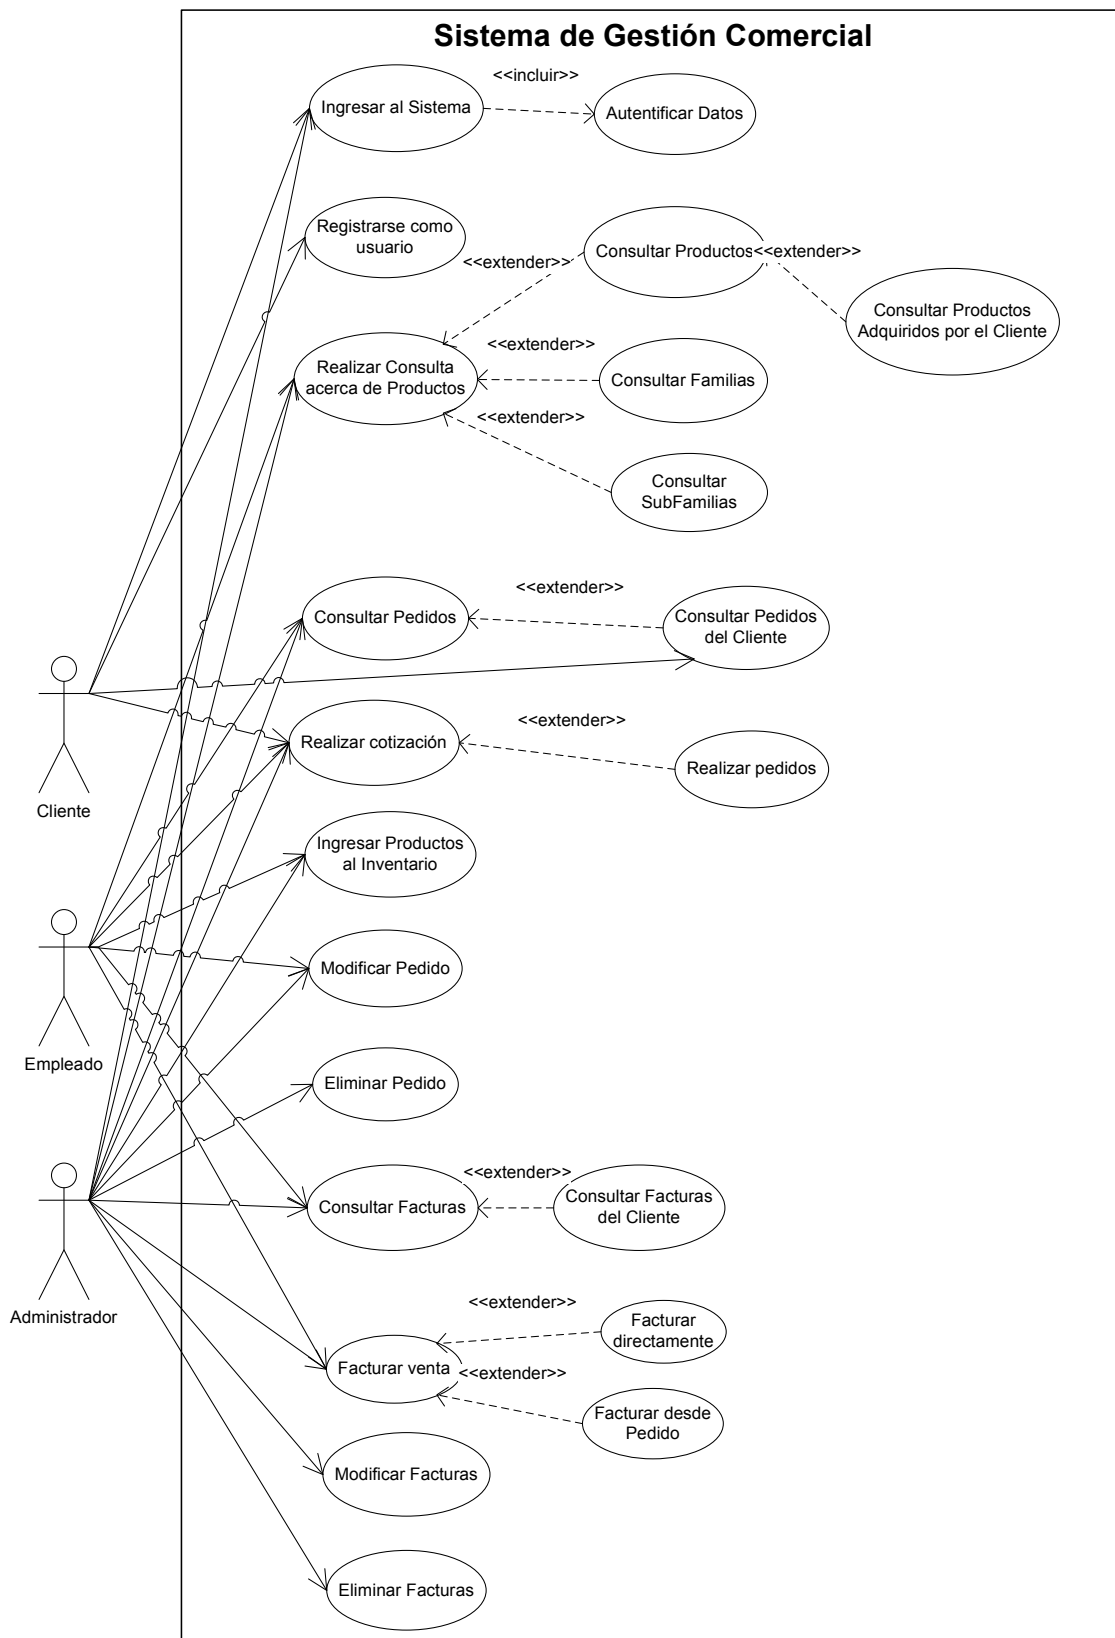 Sistema de Gestión Comercial
<<incluir>>
Ingresar al Sistema
Autentificar Datos
Registrarse como
usuario
<<extender>>
Consultar Productos
<<extender>>
Consultar Productos
Adquiridos por el Cliente
Realizar Consulta
acerca de Productos
<<extender>>
Consultar Familias
<<extender>>
Consultar
SubFamilias
Consultar Pedidos
<<extender>>
Consultar Pedidos
del Cliente
Cliente
Realizar cotización
<<extender>>
Realizar pedidos
Ingresar Productos
al Inventario
Empleado
Modificar Pedido
Eliminar Pedido
Administrador
Consultar Facturas
<<extender>>
Consultar Facturas
del Cliente
<<extender>>
Facturar
directamente
Facturar venta
<<extender>>
Facturar desde
Pedido
Modificar Facturas
Eliminar Facturas